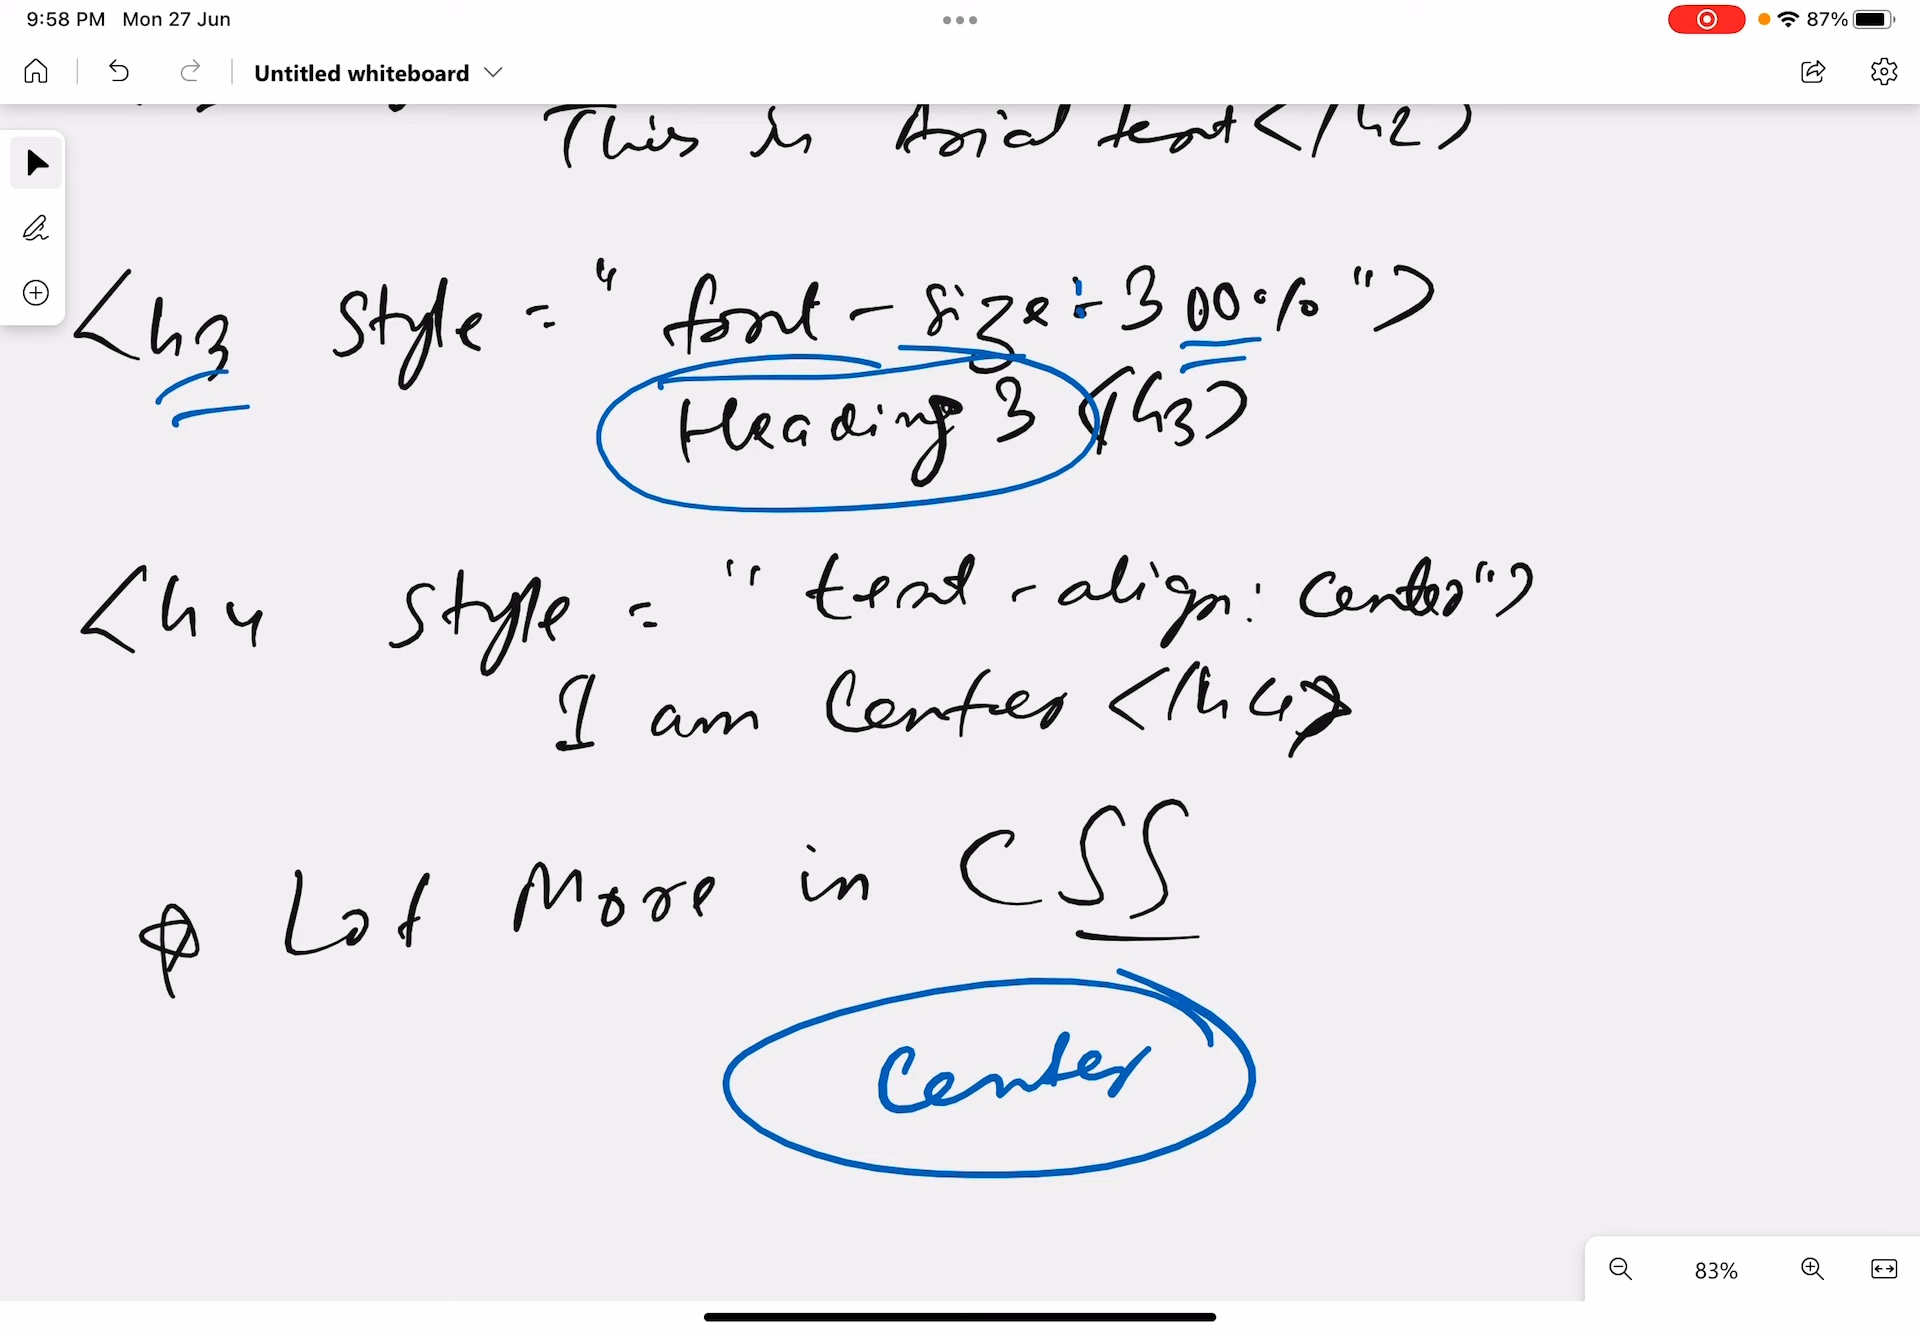 9:58 PM Mon 27 Jun
87%
Untitled whiteboard
This is Arial text</h2>
<h3 style = "font-size: 300%">
Heading 3 </h3>
<h4 style = "text-align: center">
I am Center </h4>
Lot More in CSS
Center
83%